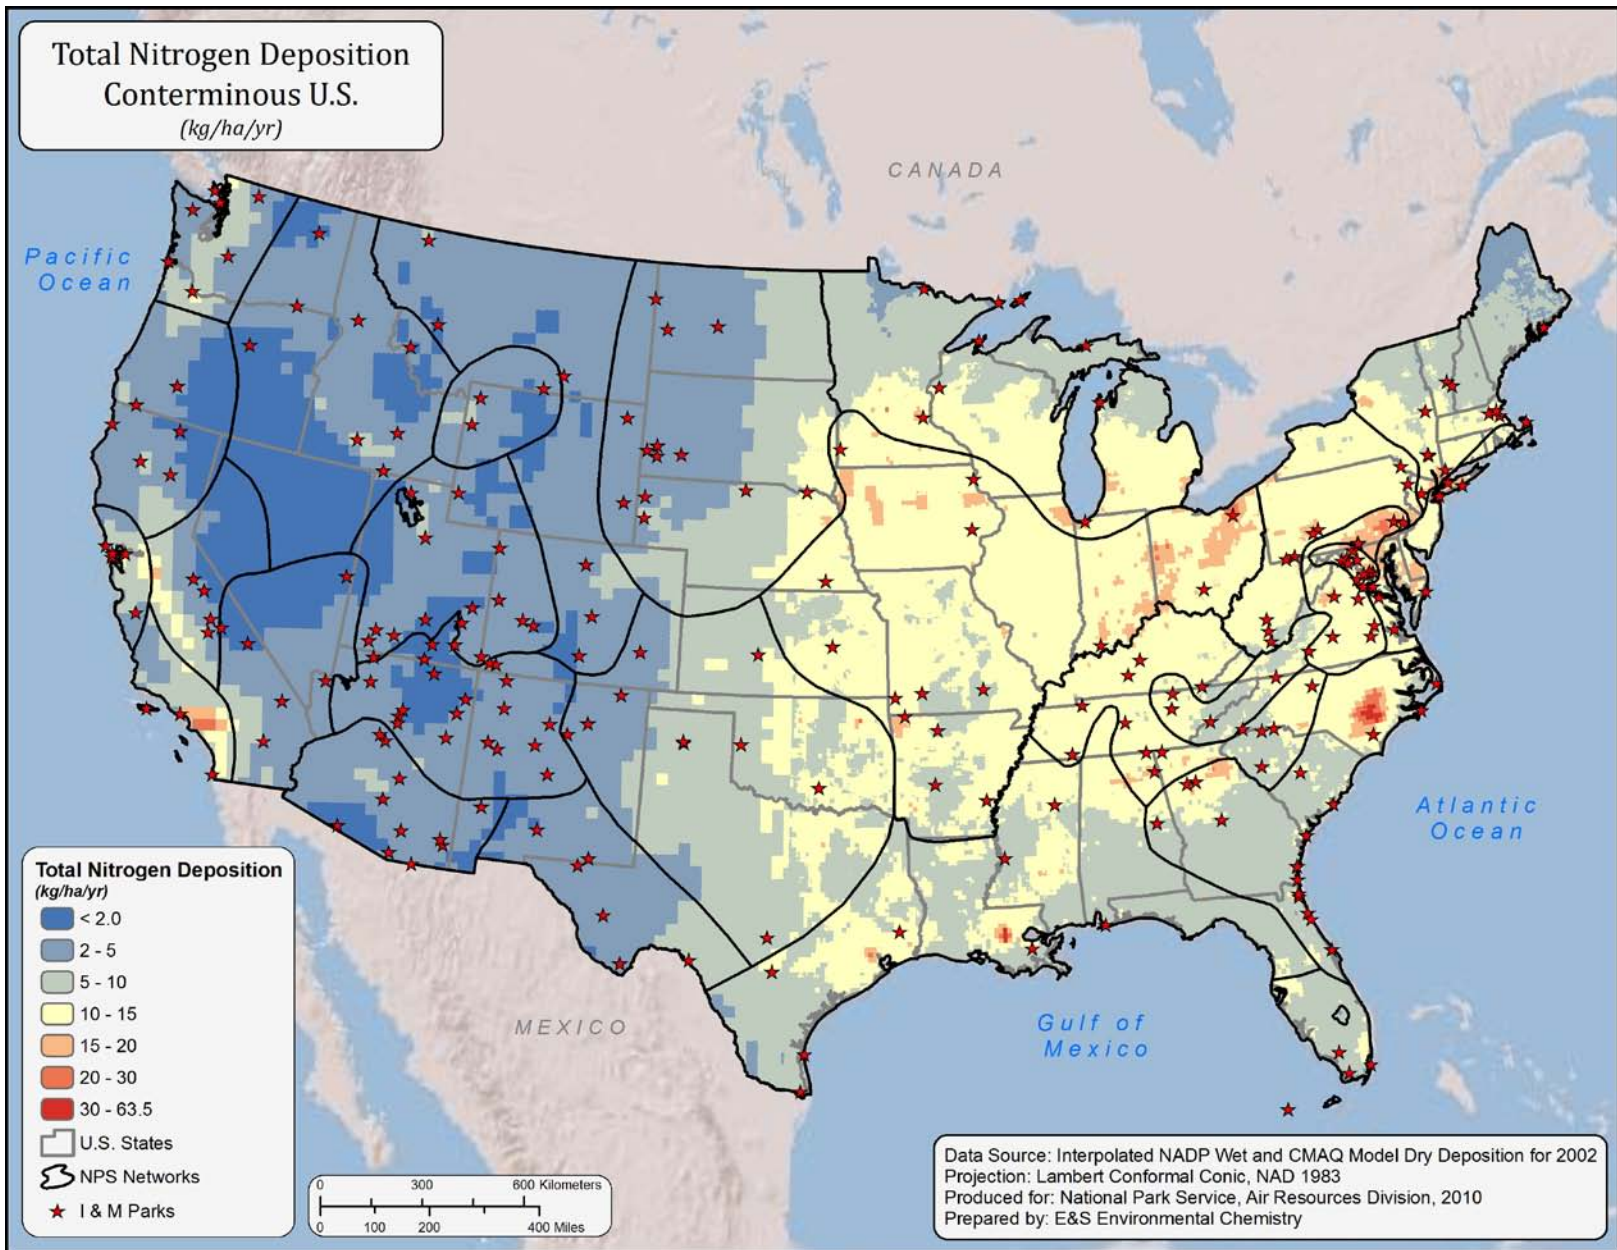 Total Nitrogen Deposition
Conterminous U.S.
(kg/ha/yr)
CANADA
Pacific
Ocean
Atlantic
Ocean
Gulf of
Mexico
MEXICO
Total Nitrogen Deposition
(kg/ha/yr)
< 2.0
2 - 5
5 - 10
10 - 15
15 - 20
20 - 30
30 - 63.5
U.S. States
NPS Networks
I & M Parks
0 300 600 Kilometers
0 100 200 400 Miles
Data Source: Interpolated NADP Wet and CMAQ Model Dry Deposition for 2002
Projection: Lambert Conformal Conic, NAD 1983
Produced for: National Park Service, Air Resources Division, 2010
Prepared by: E&S Environmental Chemistry